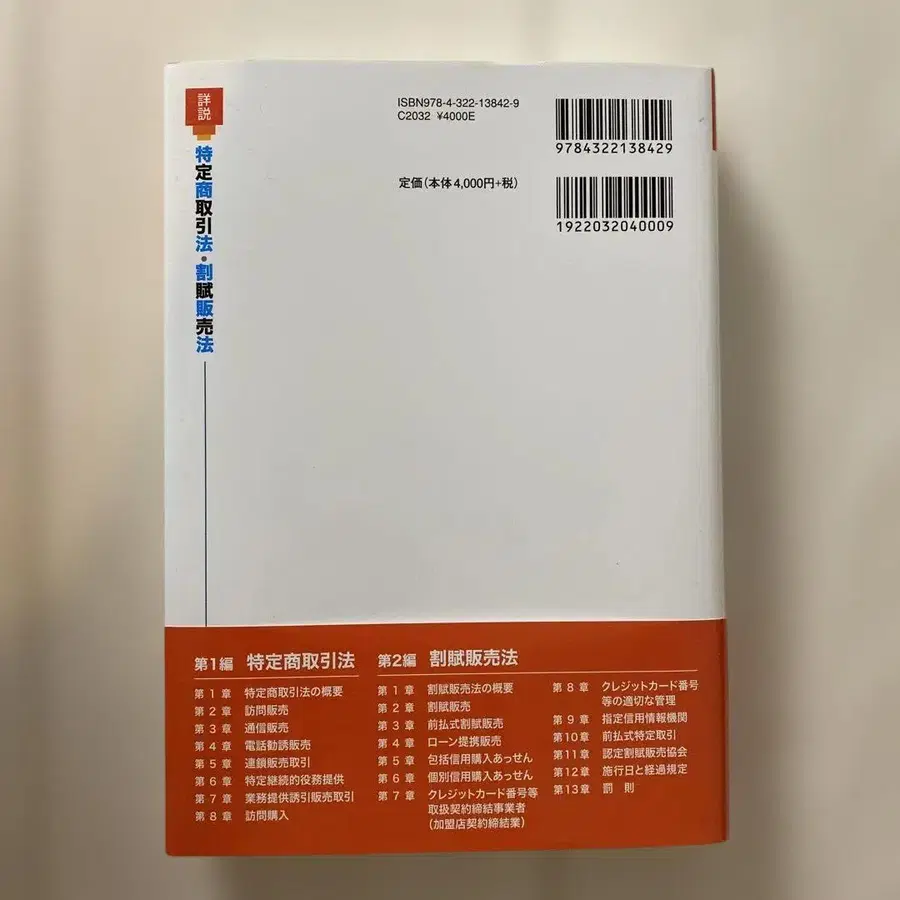 詳説
特定商取引法・割賦販売法
ISBN978-4-322-13842-9
C2032 ¥4000E
定価(本体4,000円+税)
9784322138429
1922032040009
第1編 特定商取引法
第1章 特定商取引法の概要
第2章 訪問販売
第3章 通信販売
第4章 電話勧誘販売
第5章 連鎖販売取引
第6章 特定継続的役務提供
第7章 業務提供誘引販売取引
第8章 訪問購入
第2編 割賦販売法
第1章 割賦販売法の概要
第2章 割賦販売
第3章 前払式割賦販売
第4章 ローン提携販売
第5章 包括信用購入あっせん
第6章 個別信用購入あっせん
第7章 クレジットカード番号等
取扱契約締結事業者
(加盟店契約締結業)
第8章 クレジットカード番号
等の適切な管理
第9章 指定信用情報機関
第10章 前払式特定取引
第11章 認定割賦販売協会
第12章 施行日と経過規定
第13章 罰 則